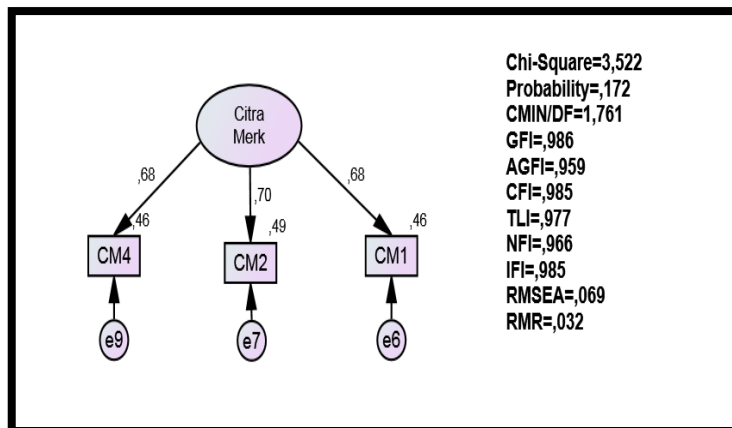 Citra
Merk
,68
,70
,68
,46
,49
,46
CM4
CM2
CM1
e9
e7
e6
Chi-Square=3,522
Probability=,172
CMIN/DF=1,761
GFI=,986
AGFI=,959
CFI=,985
TLI=,977
NFI=,966
IFI=,985
RMSEA=,069
RMR=,032